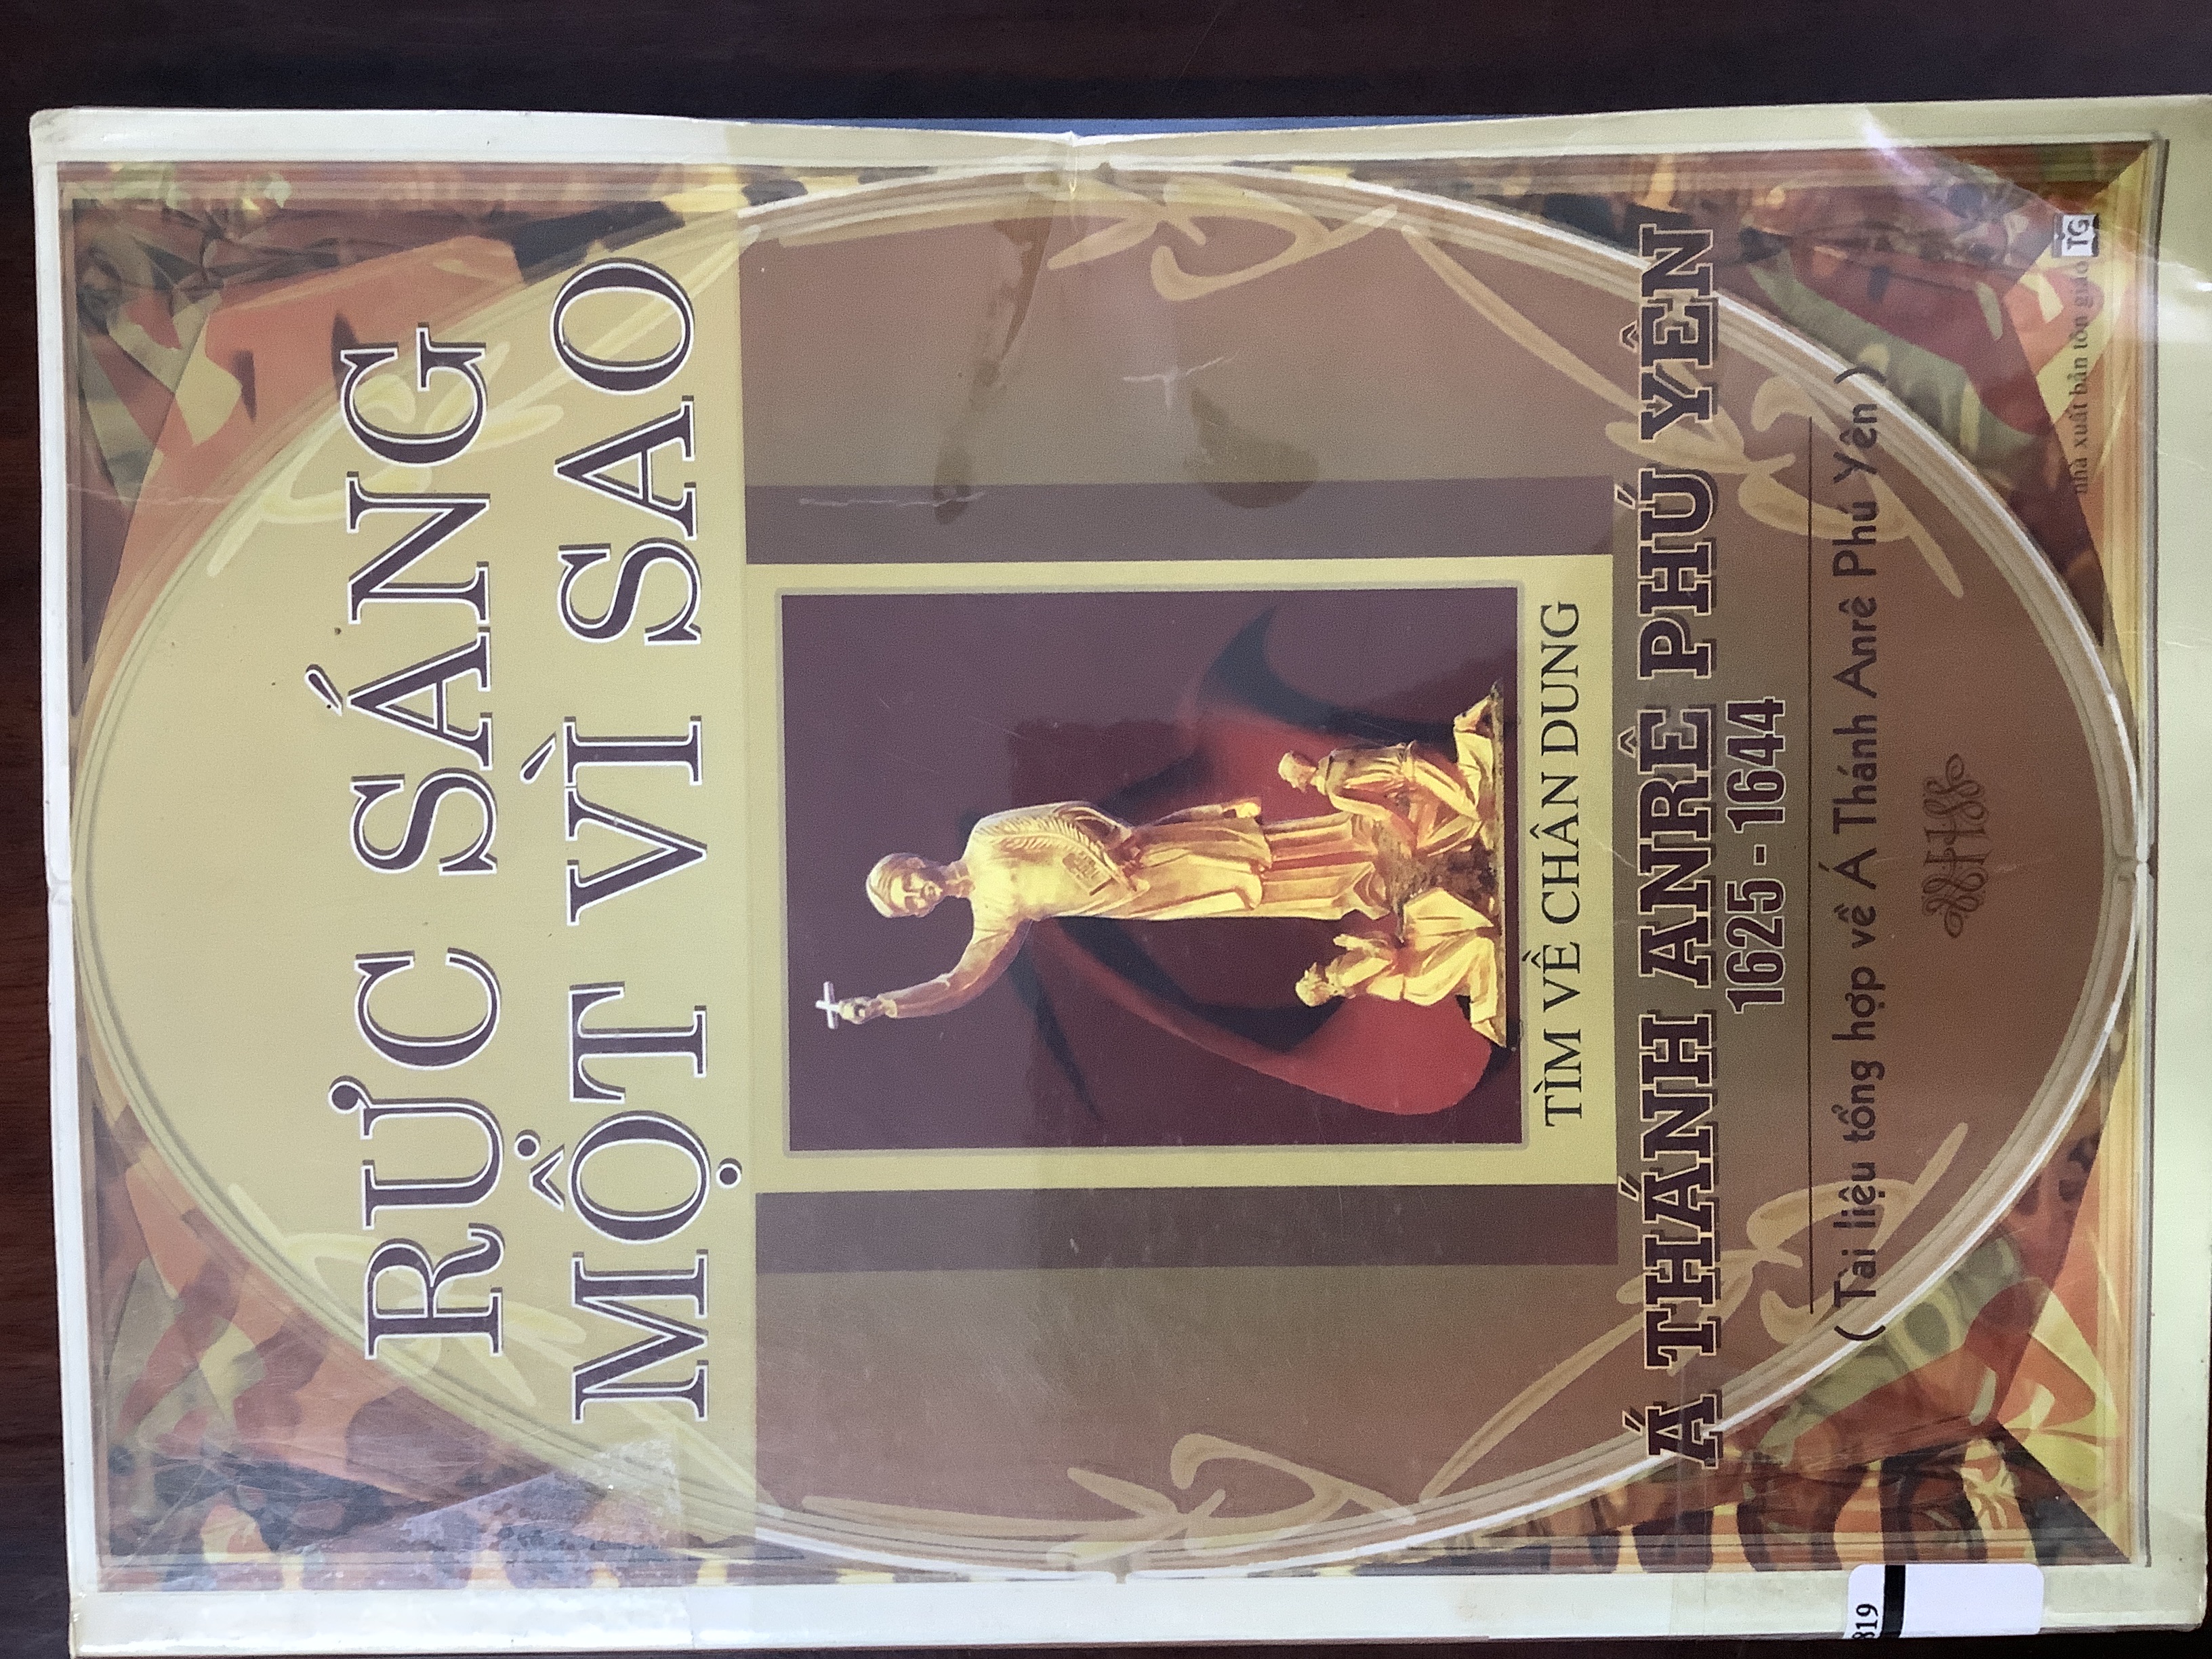 RỰC SÁNG
MỘT VÌ SAO
TÌM VỀ CHÂN DUNG
Á THÁNH ANRÊ PHÚ YÊN
1625 - 1644
( Tài liệu tổng hợp về Á Thánh Anrê Phú Yên )
nhà xuất bản tôn giáo TG
819